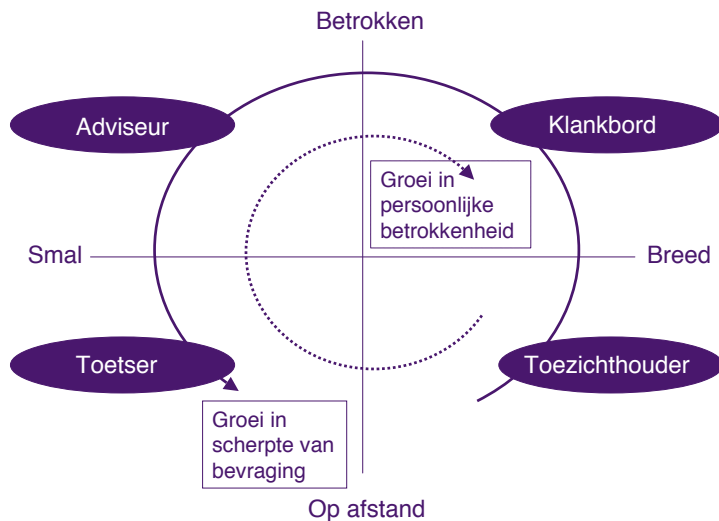 Betrokken
Adviseur
Klankbord
Groei in
persoonlijke
betrokkenheid
Smal
Breed
Toetser
Toezichthouder
Groei in
scherpte van
bevraging
Op afstand